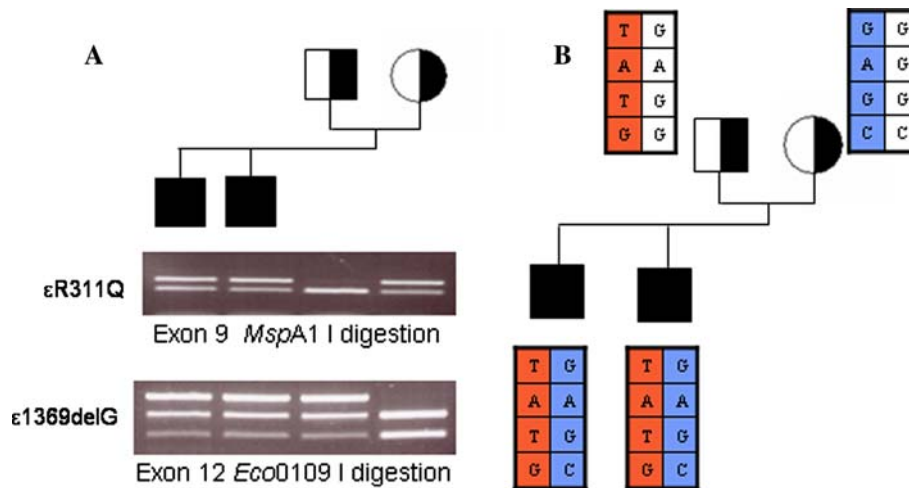 A
εR311Q
Exon 9 MspA1 I digestion
ε1369delG
Exon 12 Eco0109 I digestion
B
T G
A A
T G
G G
G G
A G
G G
C C
T G
A A
T G
G C
T G
A A
T G
G C